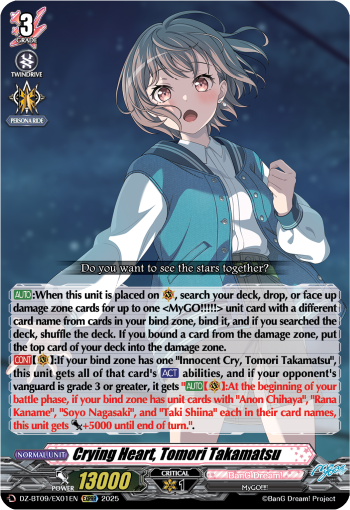 3
GRADE
TWINDRIVE
PERSONA RIDE
Do you want to see the stars together?
AUTO:When this unit is placed on , search your deck, drop, or face up
damage zone cards for up to one <MyGO!!!!!> unit card with a different
card name from cards in your bind zone, bind it, and if you searched the
deck, shuffle the deck. If you bound a card from the damage zone, put
the top card of your deck into the damage zone.
CONT【 】:If your bind zone has one "Innocent Cry, Tomori Takamatsu",
this unit gets all of that card's ACT abilities, and if your opponent's
vanguard is grade 3 or greater, it gets "AUTO【 】:At the beginning of your
battle phase, if your bind zone has unit cards with "Anon Chihaya", "Rana
Kaname", "Soyo Nagasaki", and "Taki Shiina" each in their card names,
this unit gets +5000 until end of turn.".
NORMAL UNIT Crying Heart, Tomori Takamatsu
POWER 13000 CRITICAL 1 BanG Dream!
MyGO!!!!!
DZ-BT09/EX01EN 2025 ©BanG Dream! Project